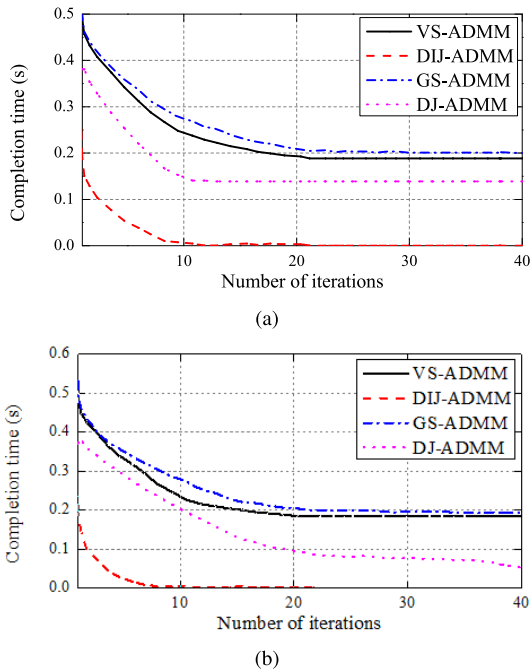 0.5
0.4
0.3
0.2
0.1
0.0
Completion time (s)
VS-ADMM
DIJ-ADMM
GS-ADMM
DJ-ADMM
10 20 30 40
Number of iterations
(a)
0.6
0.5
0.4
0.3
0.2
0.1
0.0
Completion time (s)
VS-ADMM
DIJ-ADMM
GS-ADMM
DJ-ADMM
10 20 30 40
Number of iterations
(b)